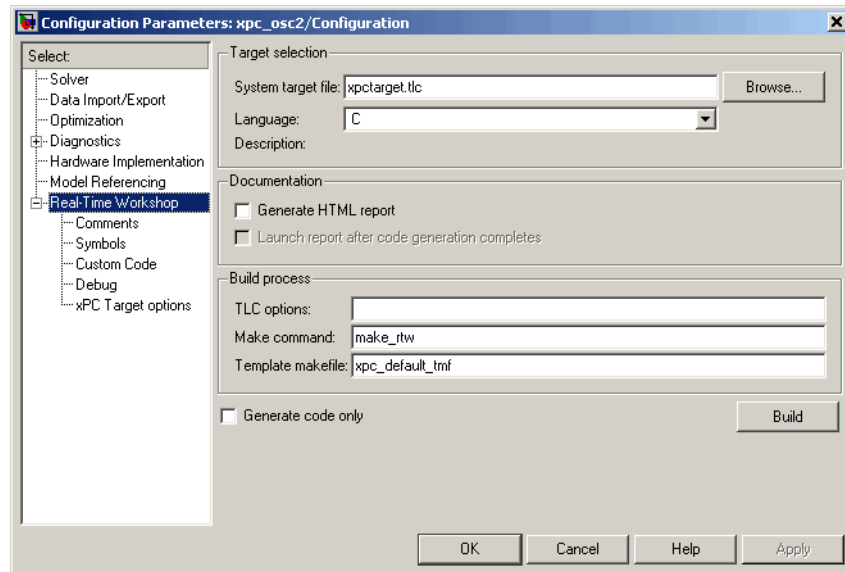 Configuration Parameters: xpc_osc2/Configuration
Select:
Solver
Data Import/Export
Optimization
Diagnostics
Hardware Implementation
Model Referencing
Real-Time Workshop
Comments
Symbols
Custom Code
Debug
xPC Target options
Target selection
System target file: xpctarget.tlc Browse...
Language: C
Description:
Documentation
Generate HTML report
Launch report after code generation completes
Build process
TLC options:
Make command: make_rtw
Template makefile: xpc_default_tmf
Generate code only Build
OK Cancel Help Apply